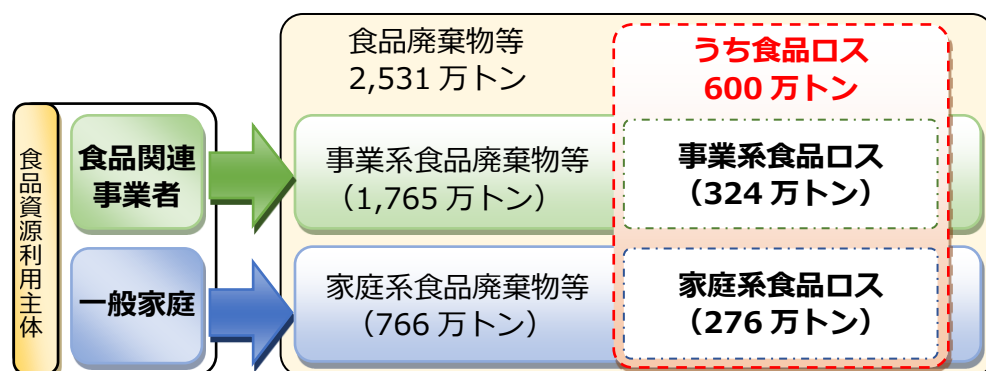 食品資源利用主体
食品関連
事業者
一般家庭
食品廃棄物等
2,531 万トン
うち食品ロス
600 万トン
事業系食品廃棄物等
（1,765 万トン）
事業系食品ロス
（324 万トン）
家庭系食品廃棄物等
（766 万トン）
家庭系食品ロス
（276 万トン）